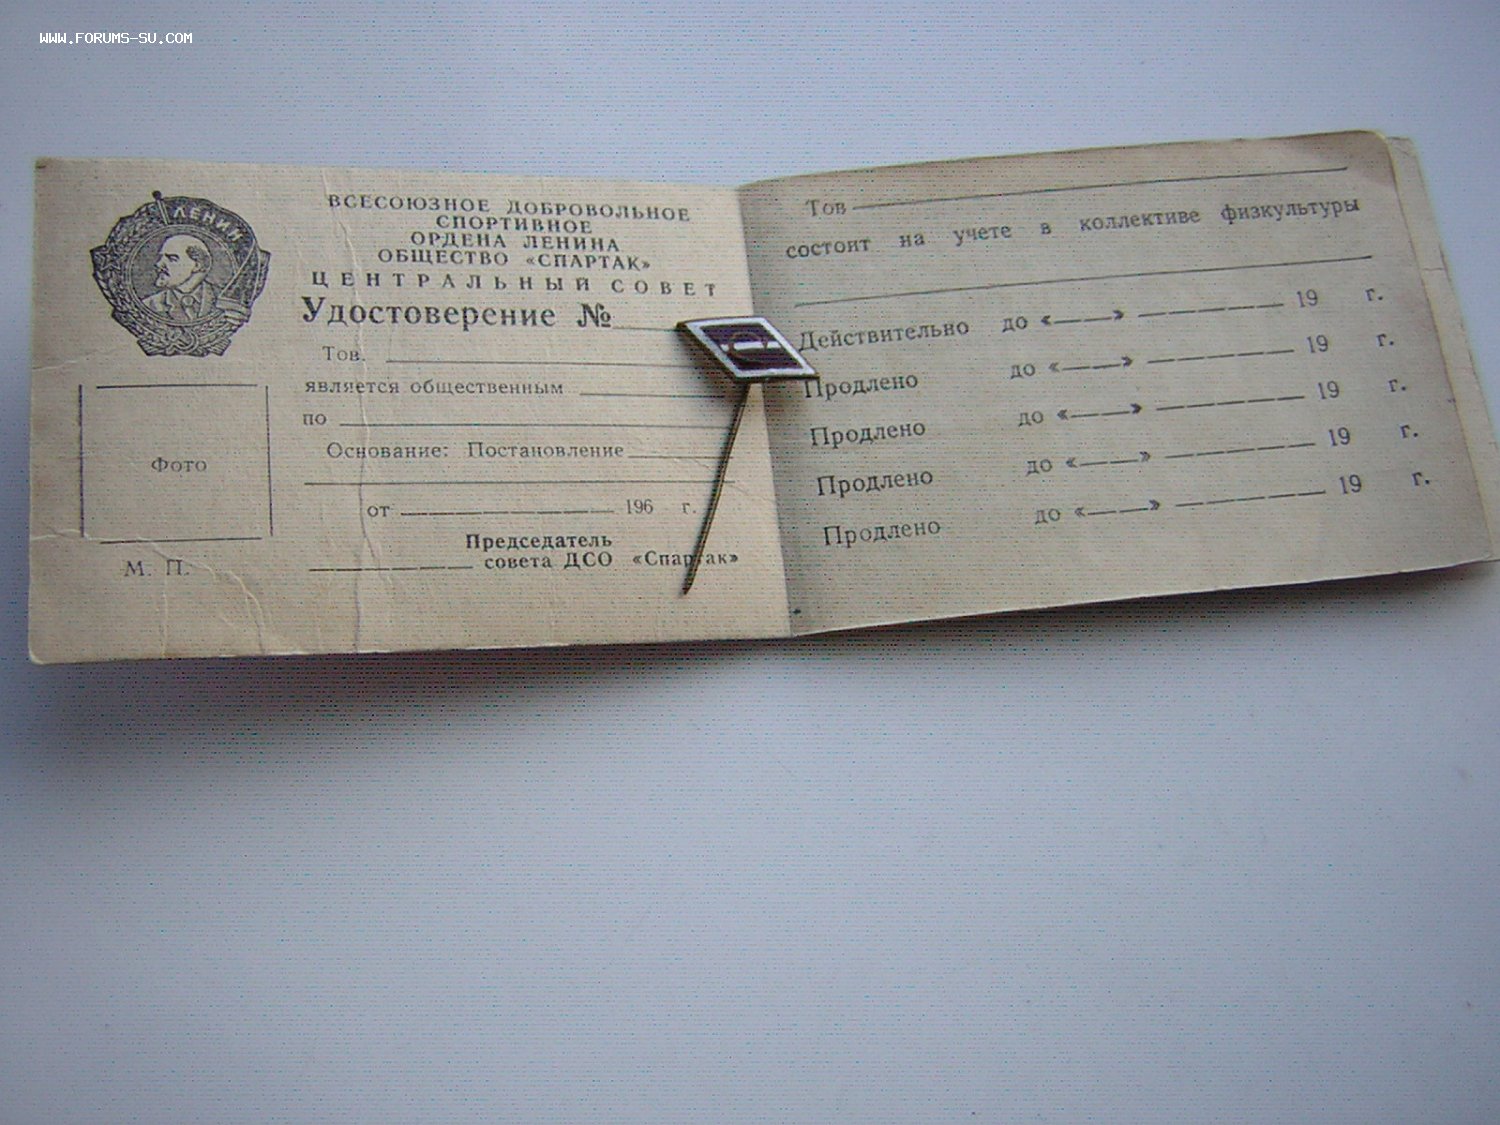 WWW.FORUMS-SU.COM
ЛЕНИН
ВСЕСОЮЗНОЕ ДОБРОВОЛЬНОЕ
СПОРТИВНОЕ
ОРДЕНА ЛЕНИНА
ОБЩЕСТВО «СПАРТАК»
ЦЕНТРАЛЬНЫЙ СОВЕТ
Удостоверение №
Тов.
является общественным
по
Основание: Постановление
от 196 г.
Председатель
совета ДСО «Спартак»
Фото
М. П.
Тов
состоит на учете в коллективе физкультуры
Действительно до « » 19 г.
Продлено до « » 19 г.
Продлено до « » 19 г.
Продлено до « » 19 г.
Продлено до « » 19 г.